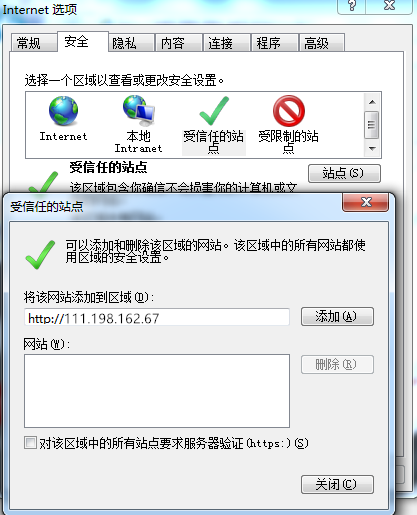 Internet 选项
常规
安全
隐私
内容
连接
程序
高级
选择一个区域以查看或更改安全设置。
Internet
本地
Intranet
受信任的站
点
受限制的站
点
受信任的站点
站点(S)
该区域包含你确信不会损害你的计算机或文
受信任的站点
可以添加和删除该区域的网站。该区域中的所有网站都使
用区域的安全设置。
将该网站添加到区域(D):
http://111.198.162.67
添加(A)
网站(W):
删除(R)
对该区域中的所有站点要求服务器验证(https:)(S)
关闭(C)